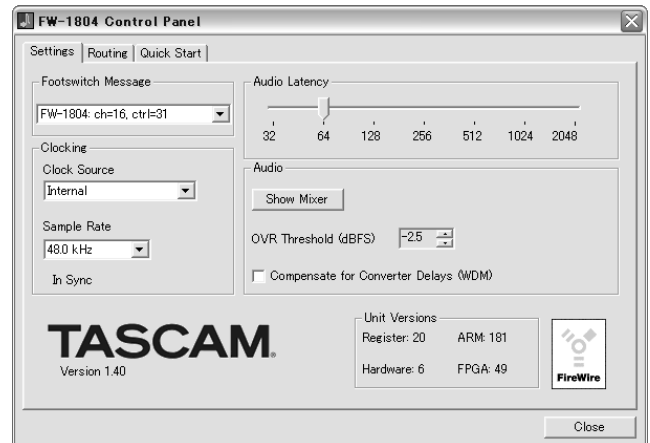 FW-1804 Control Panel
Settings Routing Quick Start
Footswitch Message
FW-1804: ch=16, ctrl=31
Clocking
Clock Source
Internal
Sample Rate
48.0 kHz
In Sync
Audio Latency
32 64 128 256 512 1024 2048
Audio
Show Mixer
OVR Threshold (dBFS) -2.5
Compensate for Converter Delays (WDM)
TASCAM.
Version 1.40
Unit Versions
Register: 20 ARM: 181
Hardware: 6 FPGA: 49
FireWire
Close